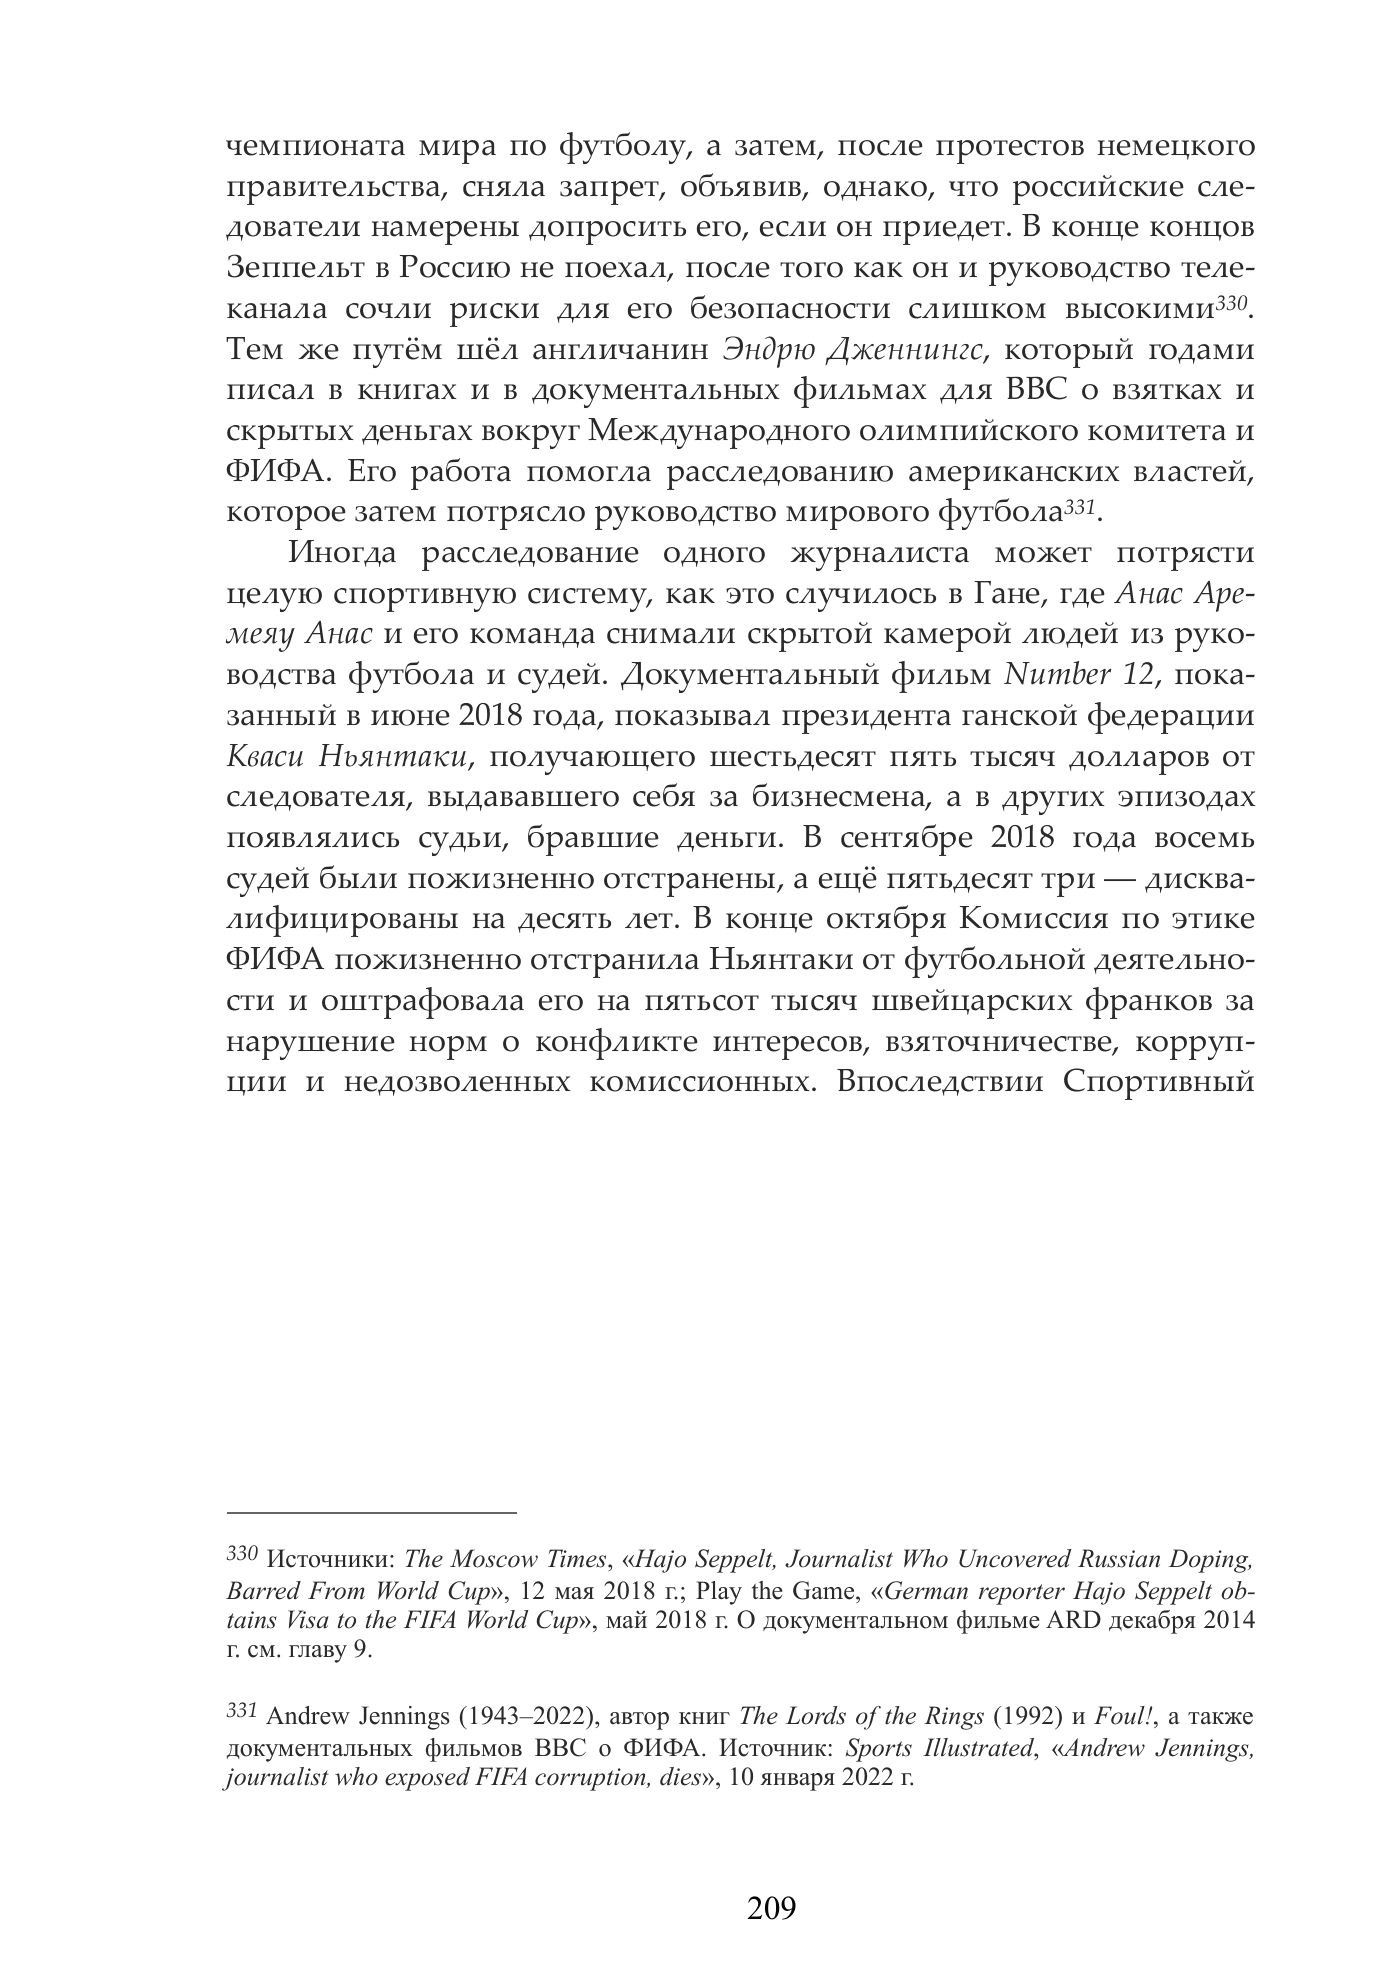 чемпионата мира по футболу, а затем, после протестов немецкого
правительства, сняла запрет, объявив, однако, что российские сле-
дователи намерены допросить его, если он приедет. В конце концов
Зеппельт в Россию не поехал, после того как он и руководство теле-
канала сочли риски для его безопасности слишком высокими330.
Тем же путём шёл англичанин Эндрю Дженнингс, который годами
писал в книгах и в документальных фильмах для BBC о взятках и
скрытых деньгах вокруг Международного олимпийского комитета и
ФИФА. Его работа помогла расследованию американских властей,
которое затем потрясло руководство мирового футбола331.
Иногда расследование одного журналиста может потрясти
целую спортивную систему, как это случилось в Гане, где Анас Аре-
меяу Анас и его команда снимали скрытой камерой людей из руко-
водства футбола и судей. Документальный фильм Number 12, пока-
занный в июне 2018 года, показывал президента ганской федерации
Кваси Ньянтаки, получающего шестьдесят пять тысяч долларов от
следователя, выдававшего себя за бизнесмена, а в других эпизодах
появлялись судьи, бравшие деньги. В сентябре 2018 года восемь
судей были пожизненно отстранены, а ещё пятьдесят три — дисква-
лифицированы на десять лет. В конце октября Комиссия по этике
ФИФА пожизненно отстранила Ньянтаки от футбольной деятельно-
сти и оштрафовала его на пятьсот тысяч швейцарских франков за
нарушение норм о конфликте интересов, взяточничестве, корруп-
ции и недозволенных комиссионных. Впоследствии Спортивный
330 Источники: The Moscow Times, «Hajo Seppelt, Journalist Who Uncovered Russian Doping,
Barred From World Cup», 12 мая 2018 г.; Play the Game, «German reporter Hajo Seppelt ob-
tains Visa to the FIFA World Cup», май 2018 г. О документальном фильме ARD декабря 2014
г. см. главу 9.
331 Andrew Jennings (1943–2022), автор книг The Lords of the Rings (1992) и Foul!, а также
документальных фильмов BBC о ФИФА. Источник: Sports Illustrated, «Andrew Jennings,
journalist who exposed FIFA corruption, dies», 10 января 2022 г.
209